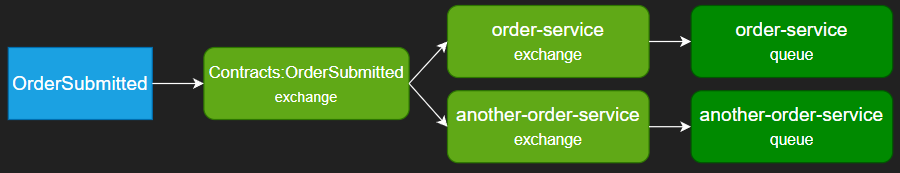 OrderSubmitted
Contracts:OrderSubmitted
exchange
order-service
exchange
order-service
queue
another-order-service
exchange
another-order-service
queue